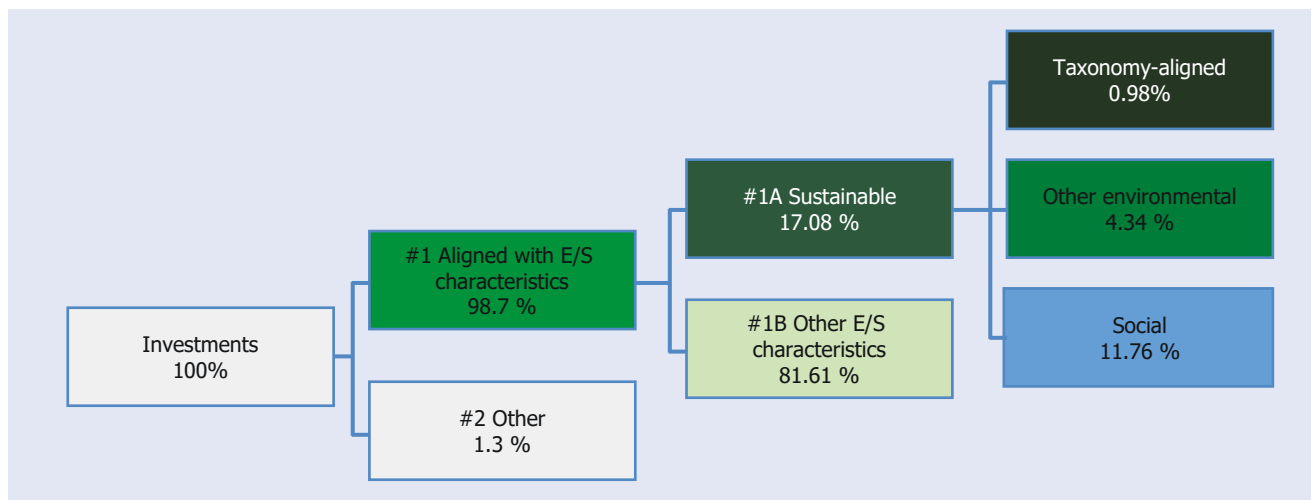 Investments
100%
#1 Aligned with E/S
characteristics
98.7 %
#2 Other
1.3 %
#1A Sustainable
17.08 %
#1B Other E/S
characteristics
81.61 %
Taxonomy-aligned
0.98%
Other environmental
4.34 %
Social
11.76 %